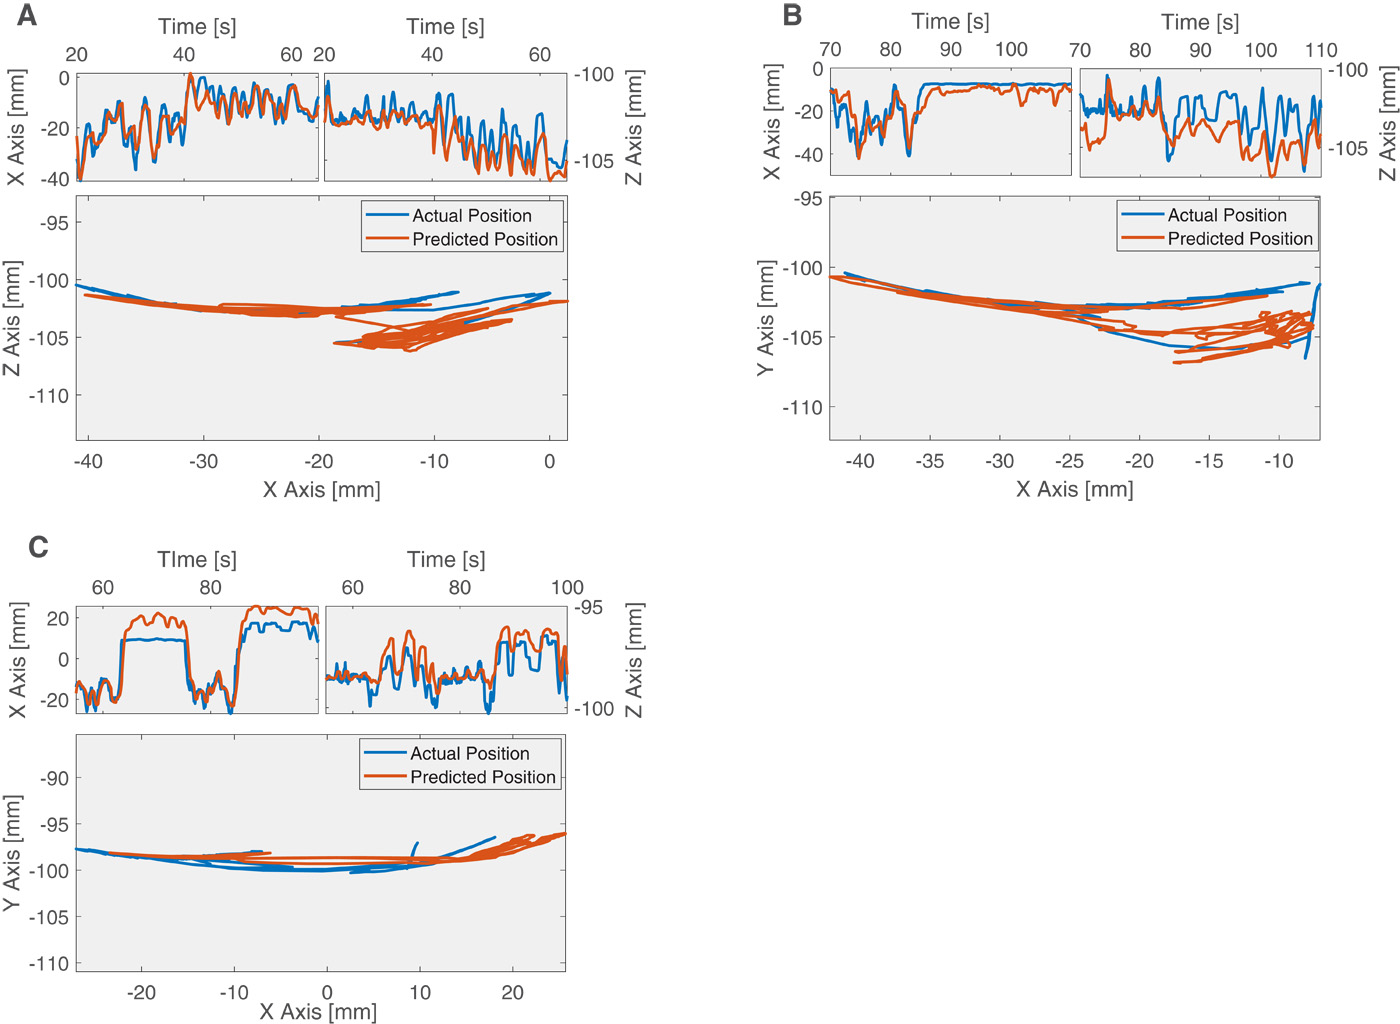 A
Time [s]
Time [s]
20 40 60 20 40 60
0
-20
-40
X Axis [mm]
-100
-105
Z Axis [mm]
Actual Position
Predicted Position
-95
-100
-105
-110
Z Axis [mm]
-40 -30 -20 -10 0
X Axis [mm]
B
Time [s]
Time [s]
70 80 90 100 70 80 90 100 110
0
-20
-40
X Axis [mm]
-100
-105
Z Axis [mm]
Actual Position
Predicted Position
-95
-100
-105
-110
Y Axis [mm]
-40 -35 -30 -25 -20 -15 -10
X Axis [mm]
C
TIme [s]
Time [s]
60 80 60 80 100
20
0
-20
X Axis [mm]
-95
-100
Z Axis [mm]
Actual Position
Predicted Position
-90
-95
-100
-105
-110
Y Axis [mm]
-20 -10 0 10 20
X Axis [mm]